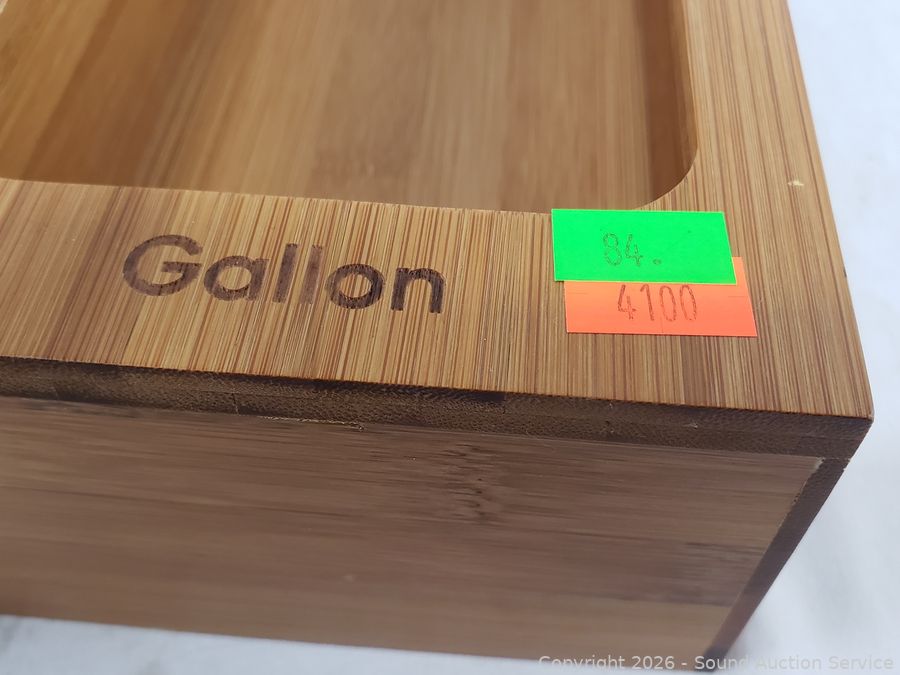 Gallon
84.
4100
Copyright 2026 - Sound Auction Service